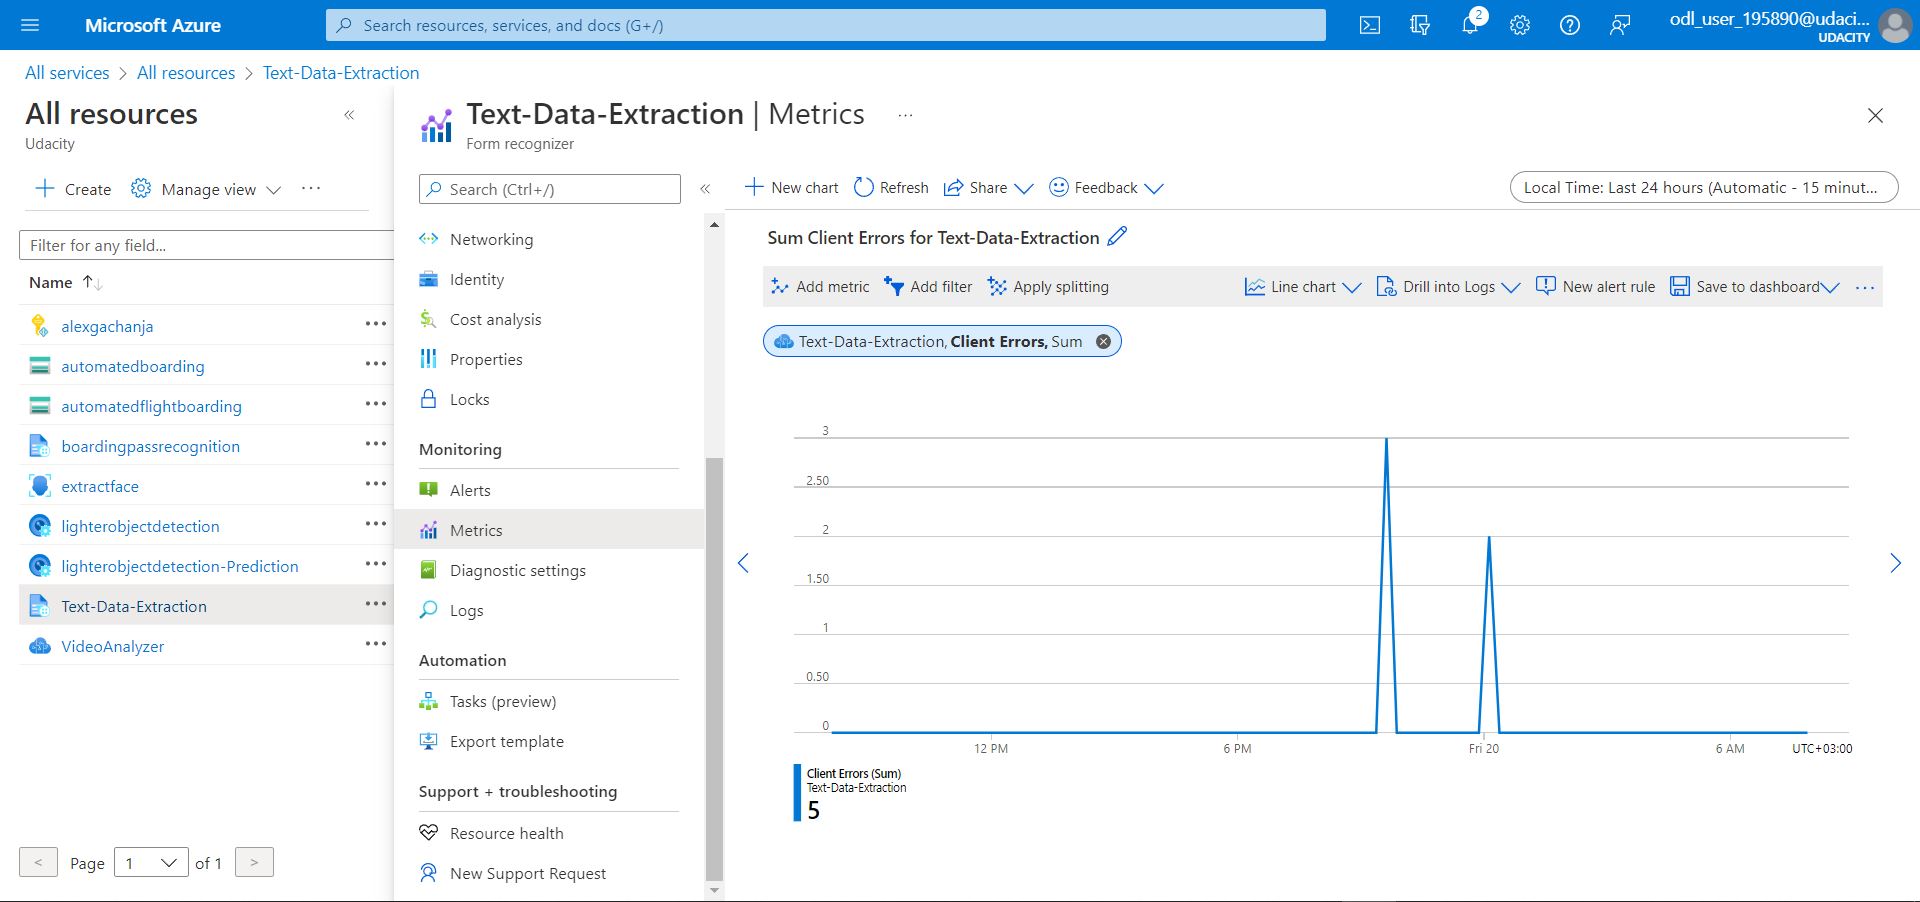 Microsoft Azure
Search resources, services, and docs (G+/)
2
odl_user_195890@udaci...
UDACITY
All services > All resources > Text-Data-Extraction
All resources
«
Udacity
Create
Manage view
...
Filter for any field...
Name ↑↓
alexgachanja
automatedboarding
automatedflightboarding
boardingpassrecognition
extractface
lighterobjectdetection
lighterobjectdetection-Prediction
Text-Data-Extraction
VideoAnalyzer
< Page 1 of 1 >
Text-Data-Extraction | Metrics ...
Form recognizer
Search (Ctrl+/)
«
Networking
Identity
Cost analysis
Properties
Locks
Monitoring
Alerts
Metrics
Diagnostic settings
Logs
Automation
Tasks (preview)
Export template
Support + troubleshooting
Resource health
New Support Request
New chart
Refresh
Share
Feedback
Local Time: Last 24 hours (Automatic - 15 minut...
Sum Client Errors for Text-Data-Extraction
Add metric
Add filter
Apply splitting
Line chart
Drill into Logs
New alert rule
Save to dashboard
...
Text-Data-Extraction, Client Errors, Sum
3
2.50
2
1.50
1
0.50
0
12 PM
6 PM
Fri 20
6 AM
UTC+03:00
Client Errors (Sum)
Text-Data-Extraction
5